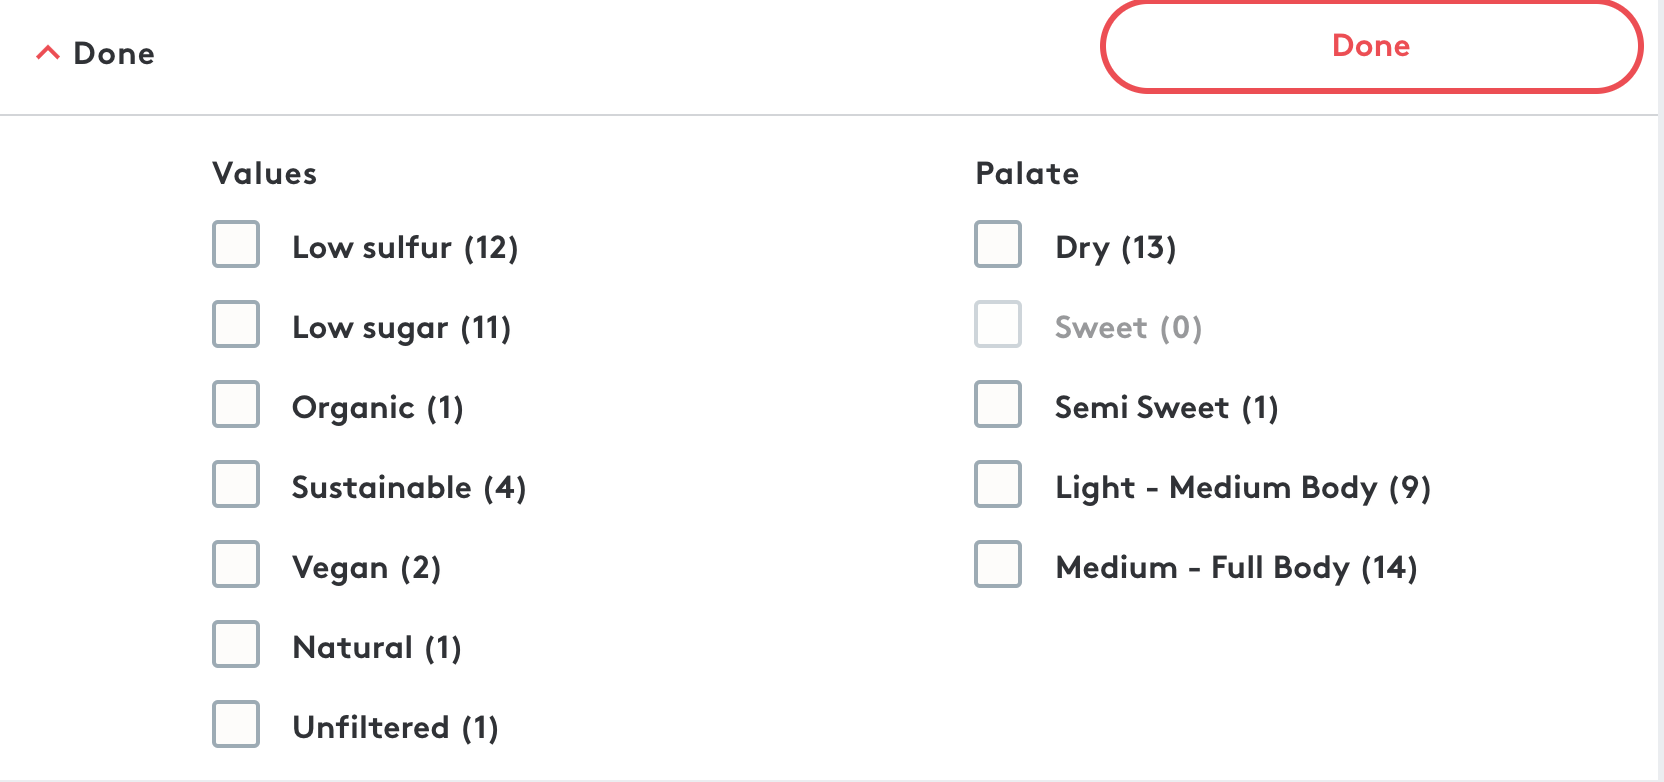 Done
Done
Values
Low sulfur (12)
Low sugar (11)
Organic (1)
Sustainable (4)
Vegan (2)
Natural (1)
Unfiltered (1)
Palate
Dry (13)
Sweet (0)
Semi Sweet (1)
Light - Medium Body (9)
Medium - Full Body (14)